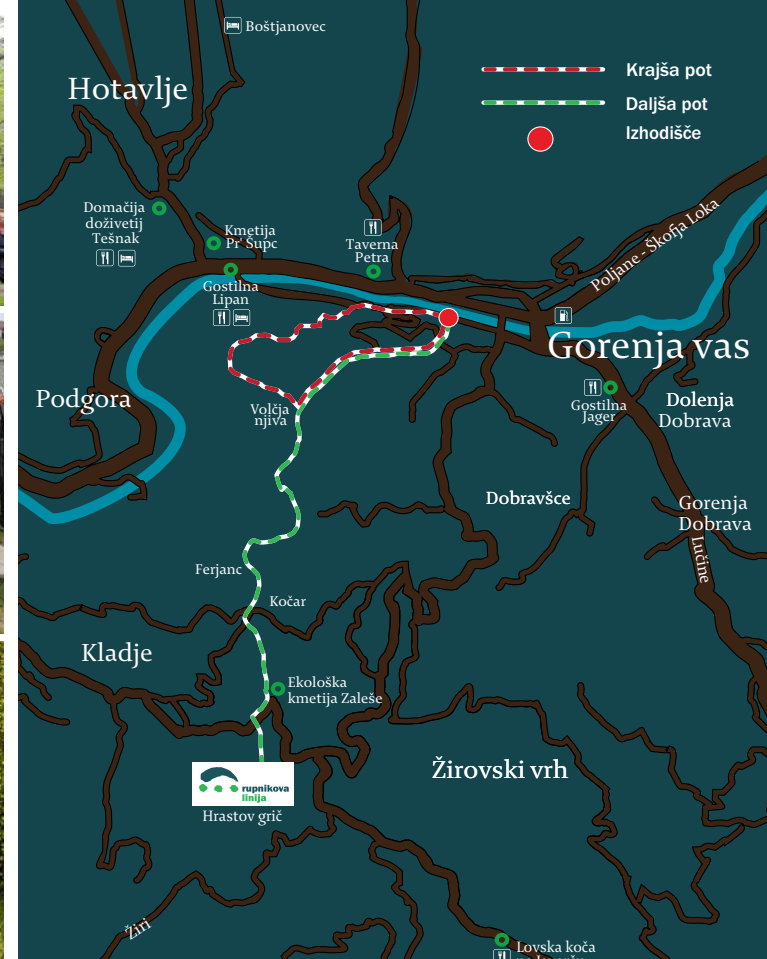 Boštjanovec
Hotavlje
Krajša pot
Daljša pot
Izhodišče
Domačija
doživetij
Tešnak
Kmetija
Pr' Šupc
Taverna
Petra
Poljane - Škofja Loka
Gostilna
Lipan
Gorenja vas
Podgora
Volčja
njiva
Gostilna
Jager
Dolenja
Dobrava
Dobravšce
Gorenja
Dobrava
Lučine
Ferjanc
Kočar
Kladje
Ekološka
kmetija Zaleše
Žirovski vrh
rupnikova
linija
Hrastov grič
Žiri
Lovska koča